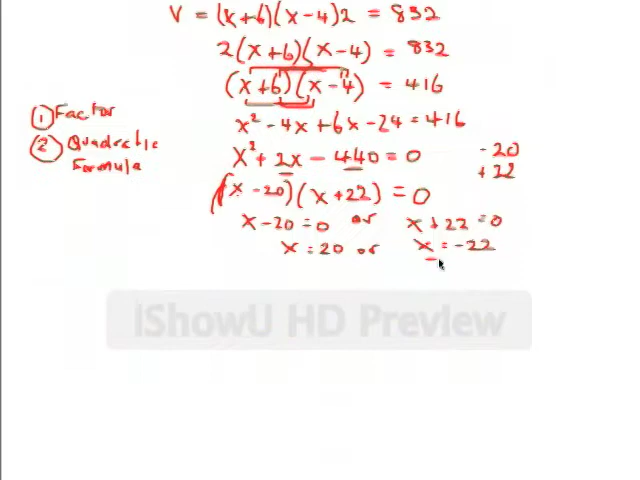 V = (x+6)(x-4)2 = 832
2(x+6)(x-4) = 832
(x+6)(x-4) = 416
① Factor
x² - 4x + 6x - 24 = 416
② Quadratic
Formula
x² + 2x - 440 = 0
-20
+22
(x - 20)(x + 22) = 0
x - 20 = 0 or x + 22 = 0
x = 20 or x = -22
IShowU HD Preview